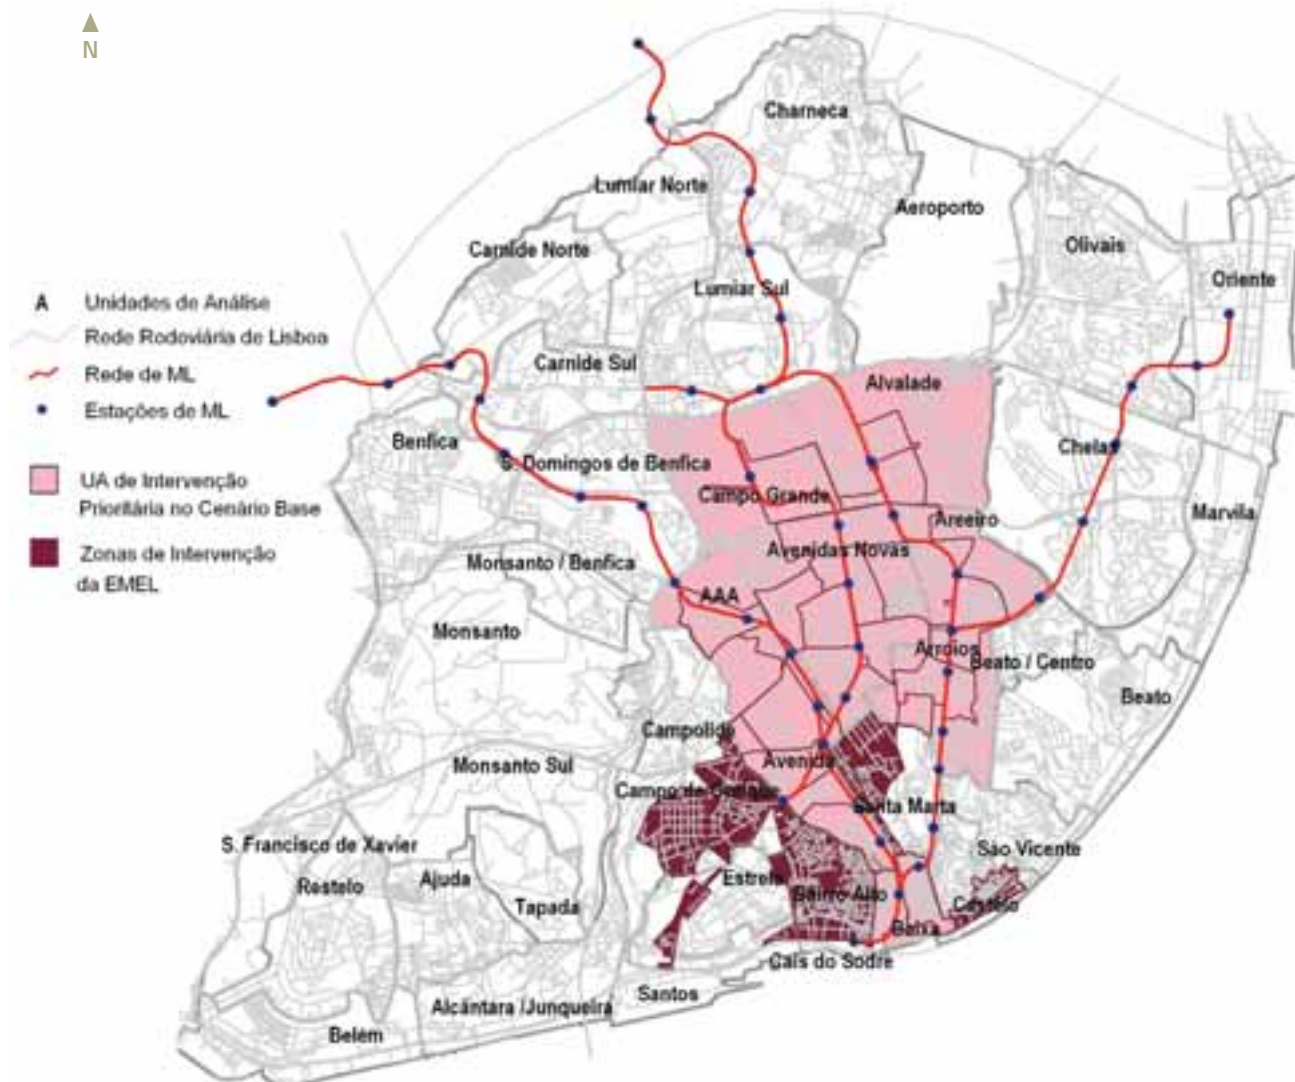 N
Charneca
Lumiar Norte
Aeroporto
Carnide Norte
Olivais
Oriente
Lumiar Sul
A Unidades de Análise
Rede Rodoviária de Lisboa
Rede de ML
Estações de ML
UA de Intervenção
Prioritária no Cenário Base
Zonas de Intervenção
da EMEL
Carnide Sul
Alvalade
Benfica
Chelas
S. Domingos de Benfica
Campo Grande
Marvila
Areeiro
Avenidas Novas
Monsanto / Benfica
AAA
Monsanto
Arroios
Beato / Centro
Beato
Campolide
Avenida
Monsanto Sul
Campo de Ourique
Santa Marta
S. Francisco de Xavier
São Vicente
Restelo
Ajuda
Estrela
Bairro Alto
Tapada
Castelo
Baixa
Cais do Sodré
Santos
Alcântara /Junqueira
Belém